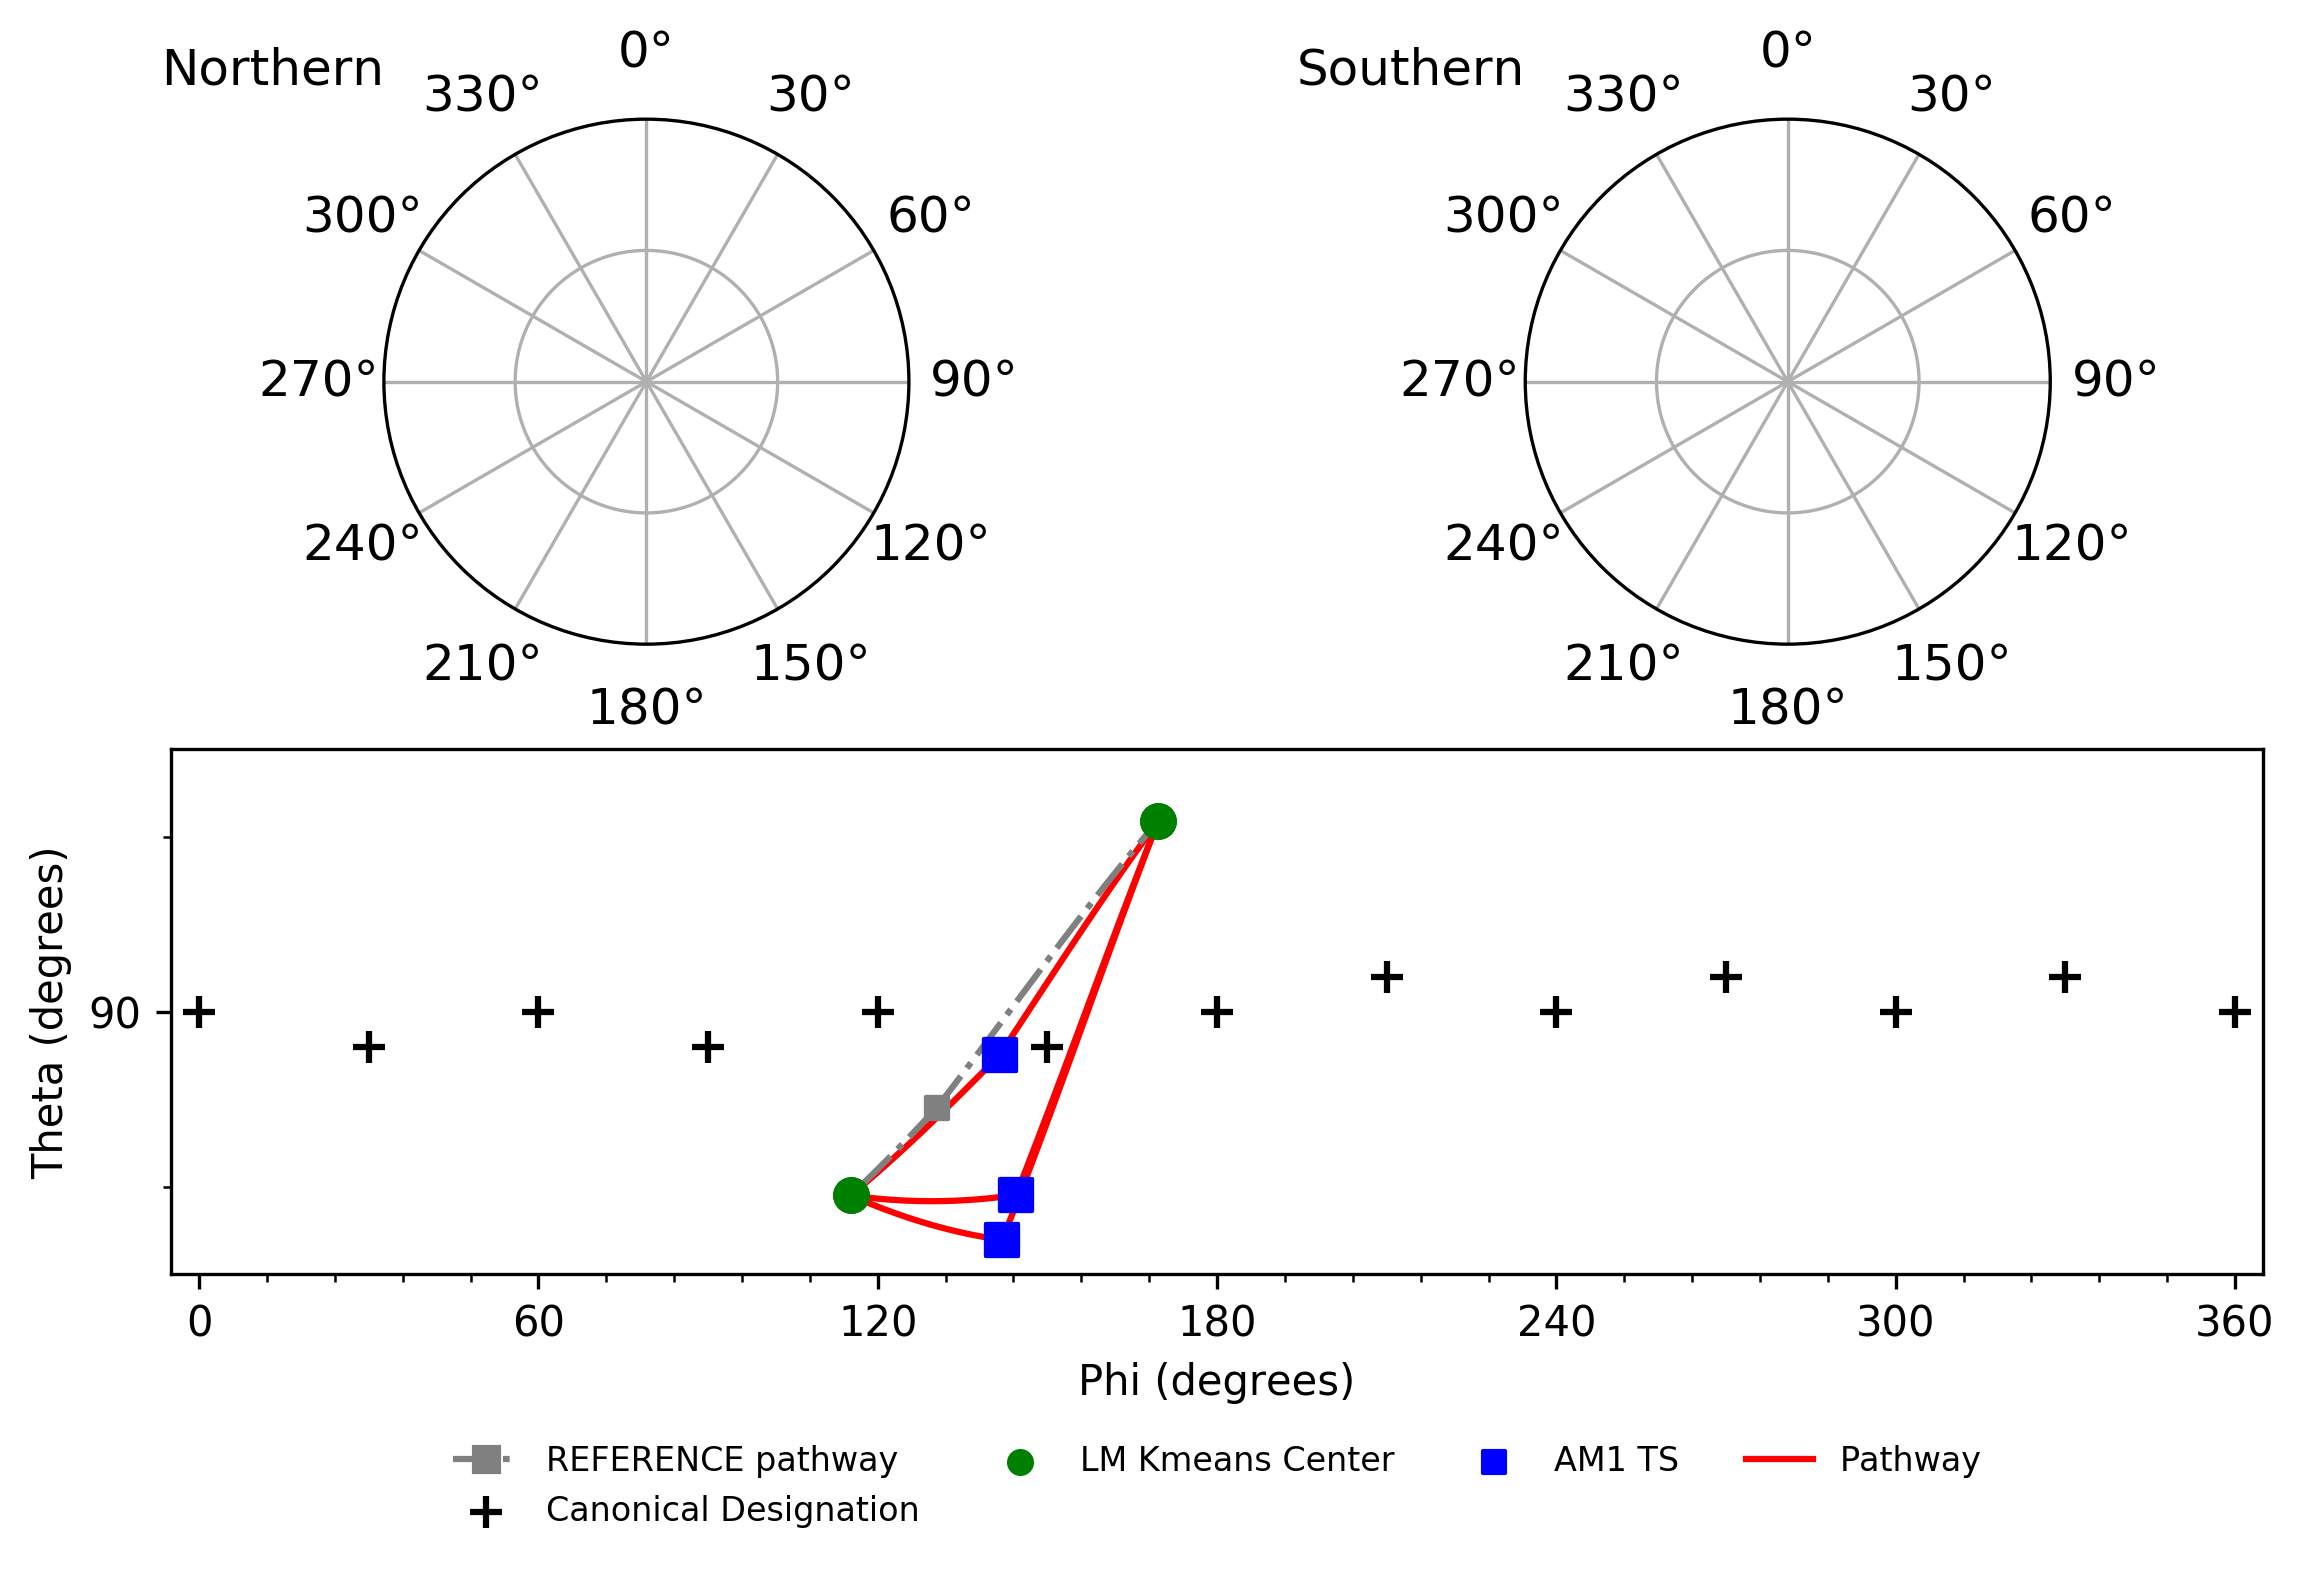 Northern
0°
30°
60°
90°
120°
150°
180°
210°
240°
270°
300°
330°
Southern
0°
30°
60°
90°
120°
150°
180°
210°
240°
270°
300°
330°
Theta (degrees)
90
0 60 120 180 240 300 360
Phi (degrees)
REFERENCE pathway
Canonical Designation
LM Kmeans Center
AM1 TS
Pathway